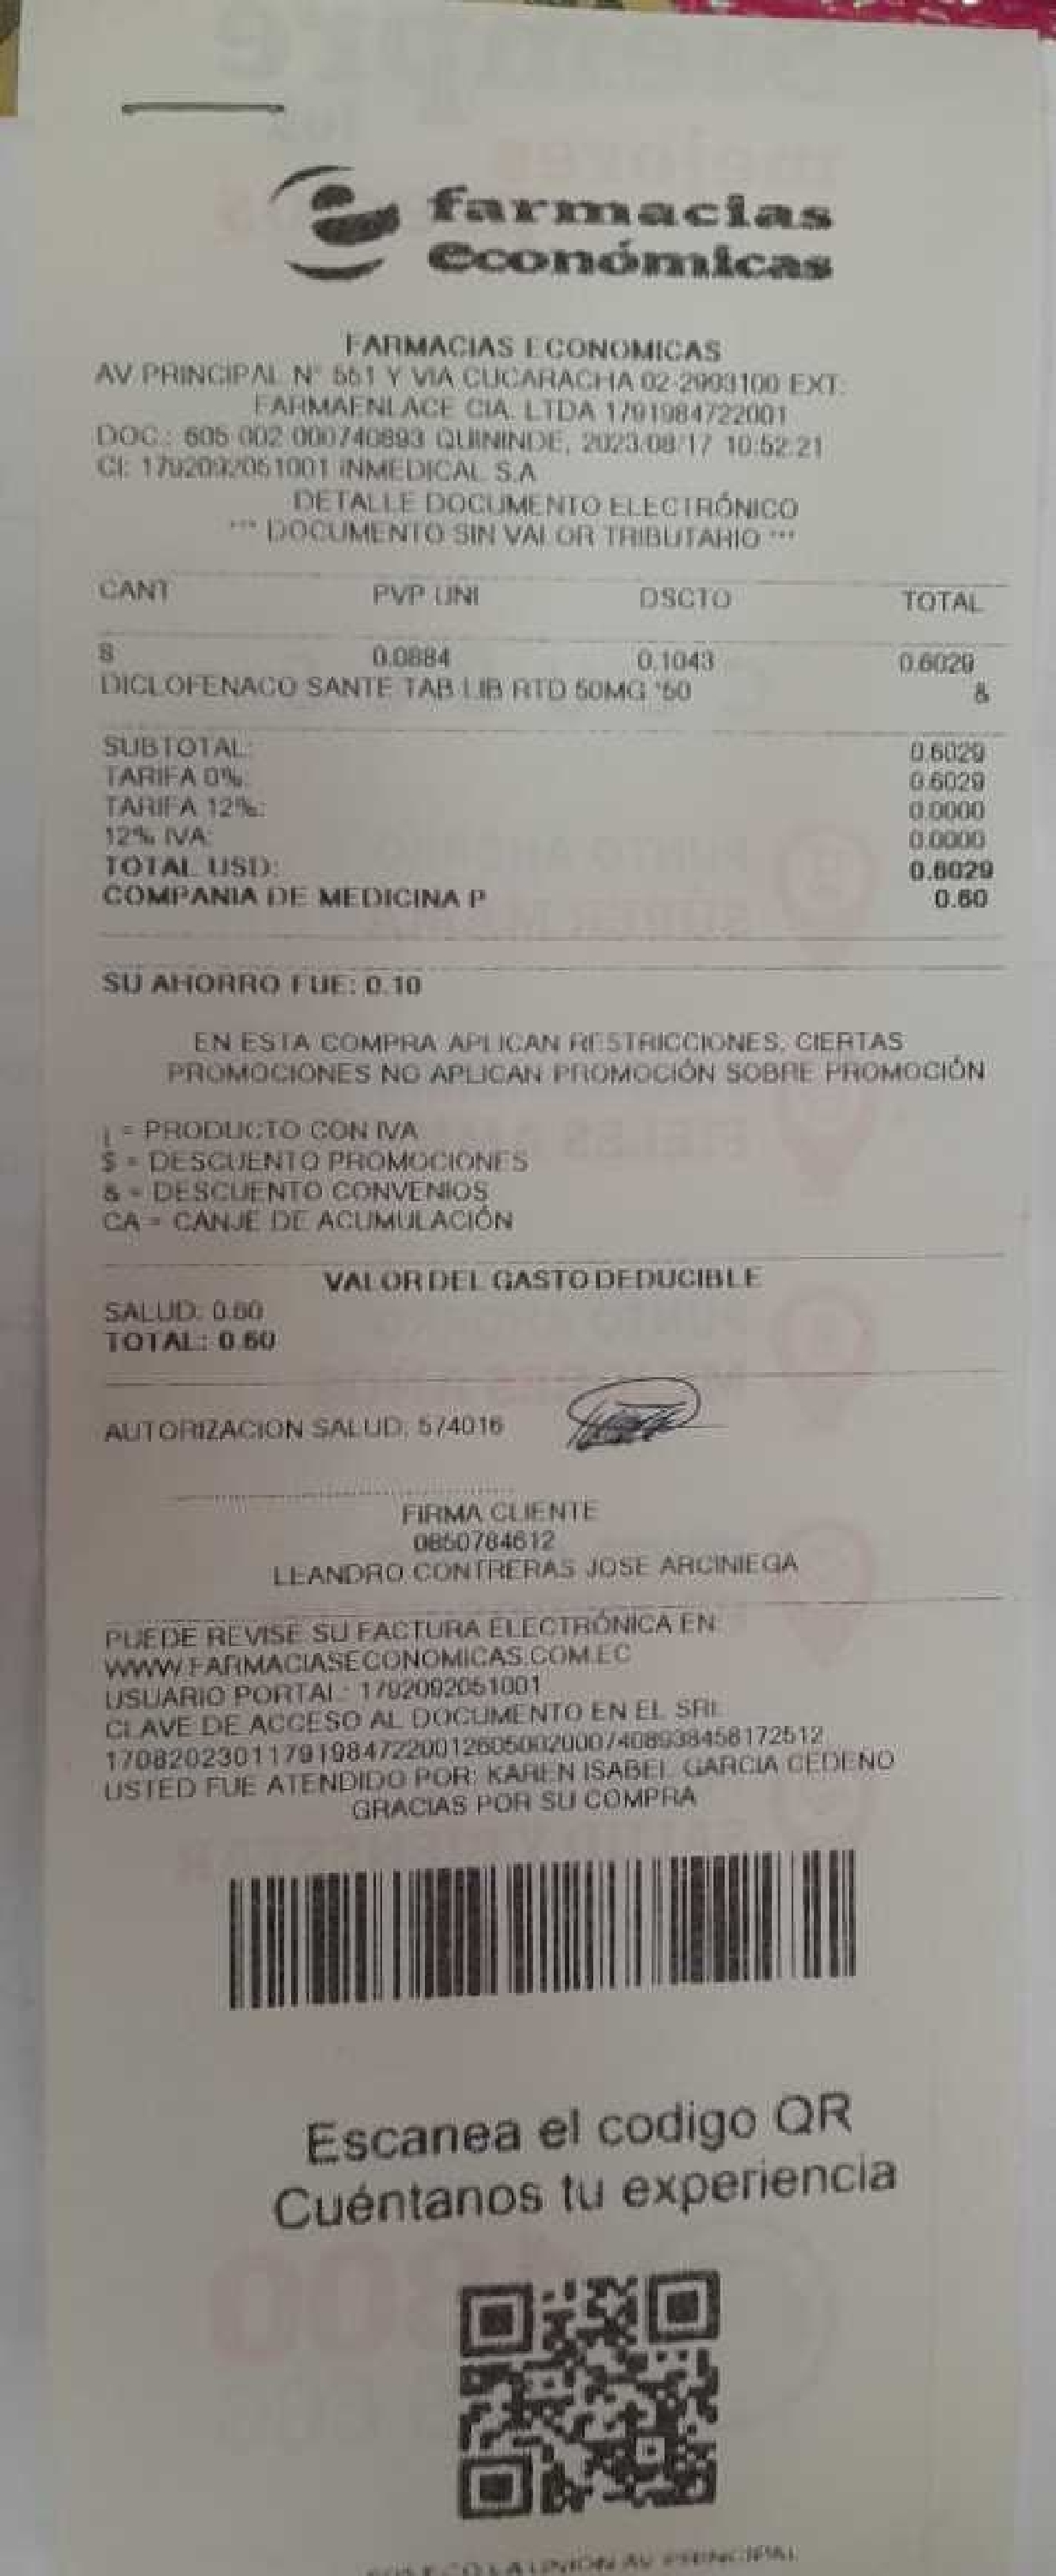 farmacias
económicas
FARMACIAS ECONOMICAS
AV PRINCIPAL N° 551 Y VIA CUCARACHA 02-2993100 EXT:
FARMAENLACE CIA. LTDA 1791984722001
DOC.: 605 002 000740893 QUININDE, 2023:08/17 10:52:21
CI: 1792092051001 INMEDICAL S.A
DETALLE DOCUMENTO ELECTRÓNICO
*** DOCUMENTO SIN VALOR TRIBUTARIO ***
CANT PVP UNI DSCTO TOTAL
8 0.0884 0.1043 0.6029
DICLOFENACO SANTE TAB LIB RTD 50MG *50 &
SUBTOTAL: 0.6029
TARIFA 0%: 0.6029
TARIFA 12%: 0.0000
12% IVA: 0.0000
TOTAL USD: 0.6029
COMPANIA DE MEDICINA P 0.60
SU AHORRO FUE: 0.10
EN ESTA COMPRA APLICAN RESTRICCIONES, CIERTAS
PROMOCIONES NO APLICAN PROMOCIÓN SOBRE PROMOCIÓN
= PRODUCTO CON IVA
$ = DESCUENTO PROMOCIONES
& = DESCUENTO CONVENIOS
CA = CANJE DE ACUMULACIÓN
VALOR DEL GASTO DEDUCIBLE
SALUD: 0.60
TOTAL: 0.60
AUTORIZACION SALUD: 574016
FIRMA CLIENTE
0850784612
LEANDRO CONTRERAS JOSE ARCINIEGA
PUEDE REVISE SU FACTURA ELECTRÓNICA EN:
WWW.FARMACIASECONOMICAS.COM.EC
USUARIO PORTAL: 1792092051001
CLAVE DE ACCESO AL DOCUMENTO EN EL SRI:
1708202301179198472200126050020007408938458172512
USTED FUE ATENDIDO POR: KAREN ISABEL GARCIA CEDENO
GRACIAS POR SU COMPRA
Escanea el codigo QR
Cuéntanos tu experiencia
LA UNION AV PRINCIPAL